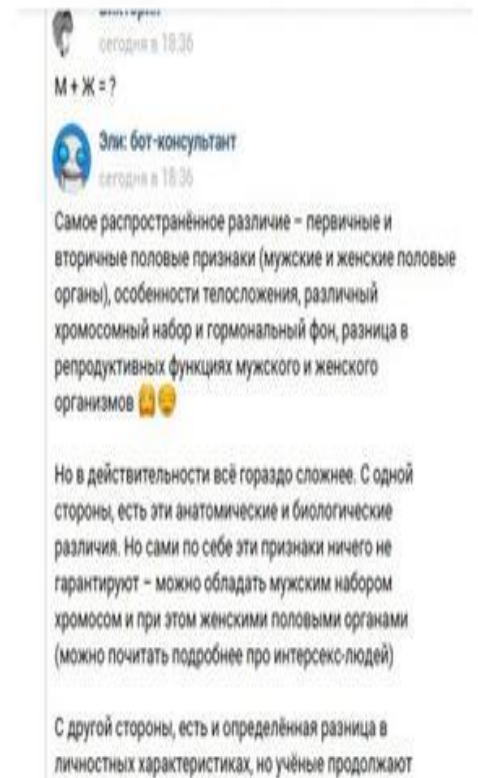 сегодня в 18:36
М + Ж = ?
Эли: бот-консультант
сегодня в 18:36
Самое распространённое различие – первичные и
вторичные половые признаки (мужские и женские половые
органы), особенности телосложения, различный
хромосомный набор и гормональный фон, разница в
репродуктивных функциях мужского и женского
организмов
Но в действительности всё гораздо сложнее. С одной
стороны, есть эти анатомические и биологические
различия. Но сами по себе эти признаки ничего не
гарантируют – можно обладать мужским набором
хромосом и при этом женскими половыми органами
(можно почитать подробнее про интерсекс-людей)
С другой стороны, есть и определённая разница в
личностных характеристиках, но учёные продолжают